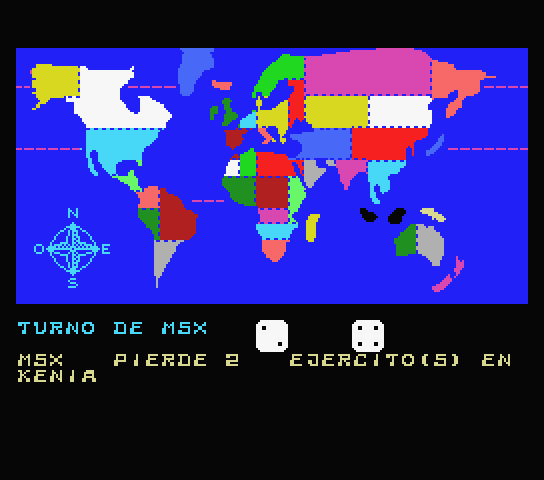 N
O E
S
TURNO DE MSX
MSX PIERDE 2 EJERCITO(S) EN
KENIA